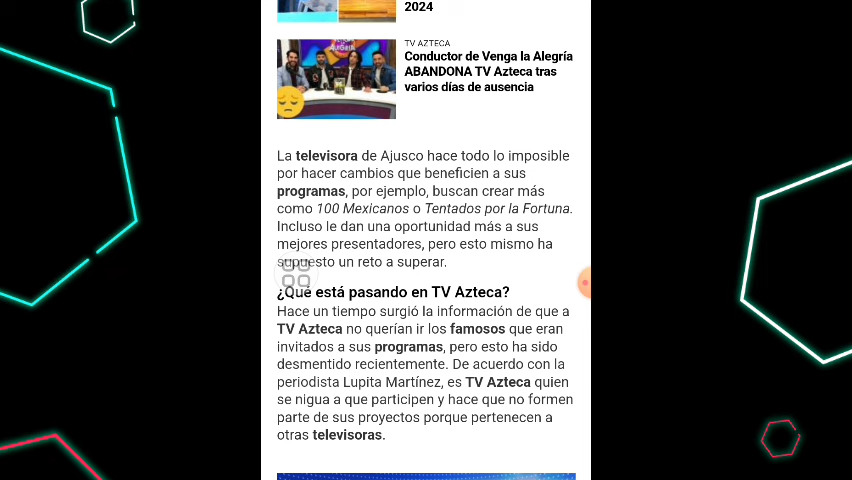 2024
TV AZTECA
Conductor de Venga la Alegría
ABANDONA TV Azteca tras
varios días de ausencia
La televisora de Ajusco hace todo lo imposible
por hacer cambios que beneficien a sus
programas, por ejemplo, buscan crear más
como 100 Mexicanos o Tentados por la Fortuna.
Incluso le dan una oportunidad más a sus
mejores presentadores, pero esto mismo ha
supuesto un reto a superar.
¿Qué está pasando en TV Azteca?
Hace un tiempo surgió la información de que a
TV Azteca no querían ir los famosos que eran
invitados a sus programas, pero esto ha sido
desmentido recientemente. De acuerdo con la
periodista Lupita Martínez, es TV Azteca quien
se nigua a que participen y hace que no formen
parte de sus proyectos porque pertenecen a
otras televisoras.